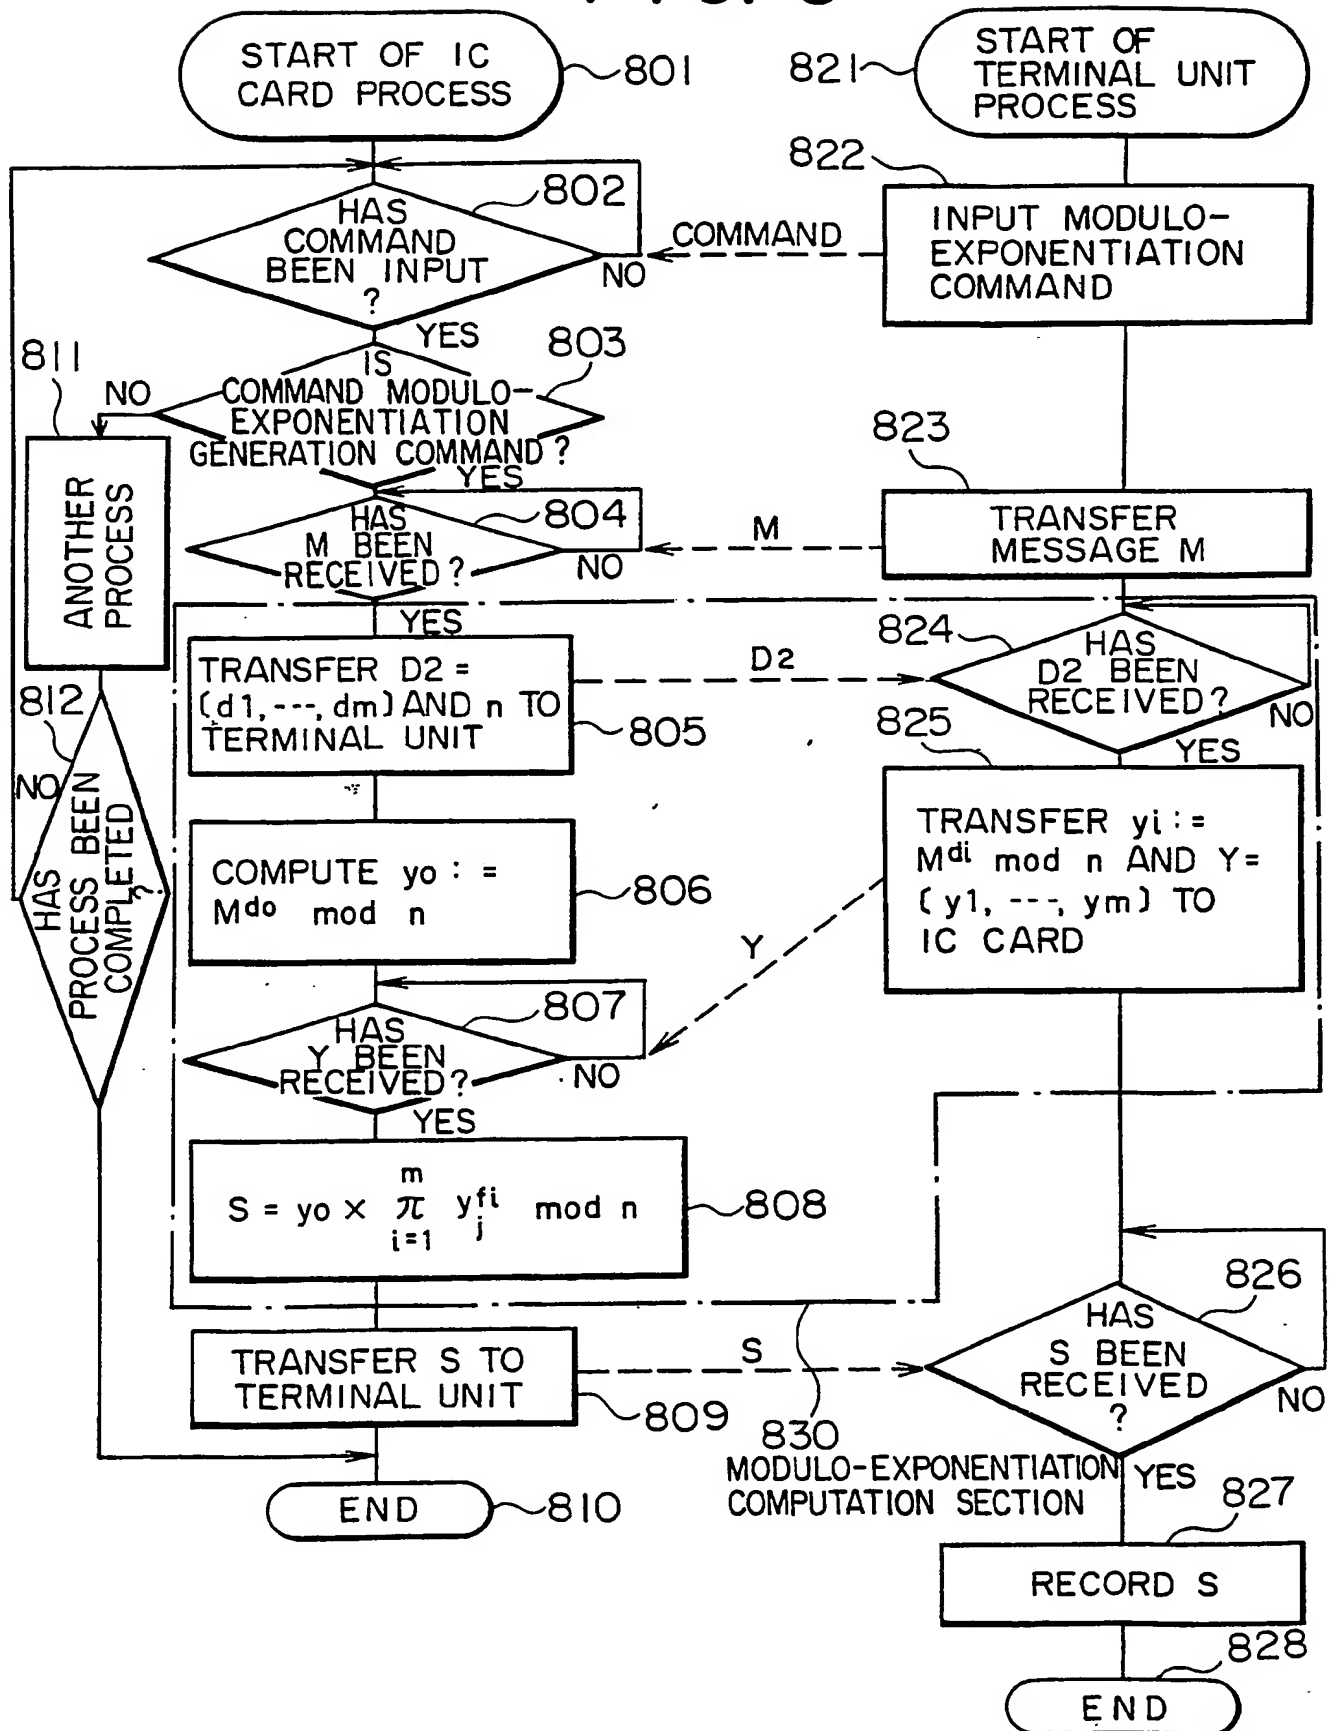 START OF IC
CARD PROCESS
801
HAS
COMMAND
BEEN INPUT
?
802
NO
YES
IS
COMMAND MODULO-
EXPONENTIATION
GENERATION COMMAND?
803
NO
YES
811
ANOTHER
PROCESS
812
NO
HAS
PROCESS BEEN
COMPLETED
?
HAS
M BEEN
RECEIVED?
804
NO
YES
TRANSFER D2 =
(d1, ---, dm) AND n TO
TERMINAL UNIT
805
COMPUTE yo : =
M^do mod n
806
HAS
Y BEEN
RECEIVED?
807
NO
YES
m
S = yo × π y_j^fi mod n
i=1
808
TRANSFER S TO
TERMINAL UNIT
809
END
810
COMMAND
M
D2
Y
S
821
START OF
TERMINAL UNIT
PROCESS
822
INPUT MODULO-
EXPONENTIATION
COMMAND
823
TRANSFER
MESSAGE M
824
HAS
D2 BEEN
RECEIVED?
NO
YES
825
TRANSFER yi :=
M^di mod n AND Y=
(y1, ---, ym) TO
IC CARD
826
HAS
S BEEN
RECEIVED
?
NO
YES
830
MODULO-EXPONENTIATION
COMPUTATION SECTION
827
RECORD S
828
END